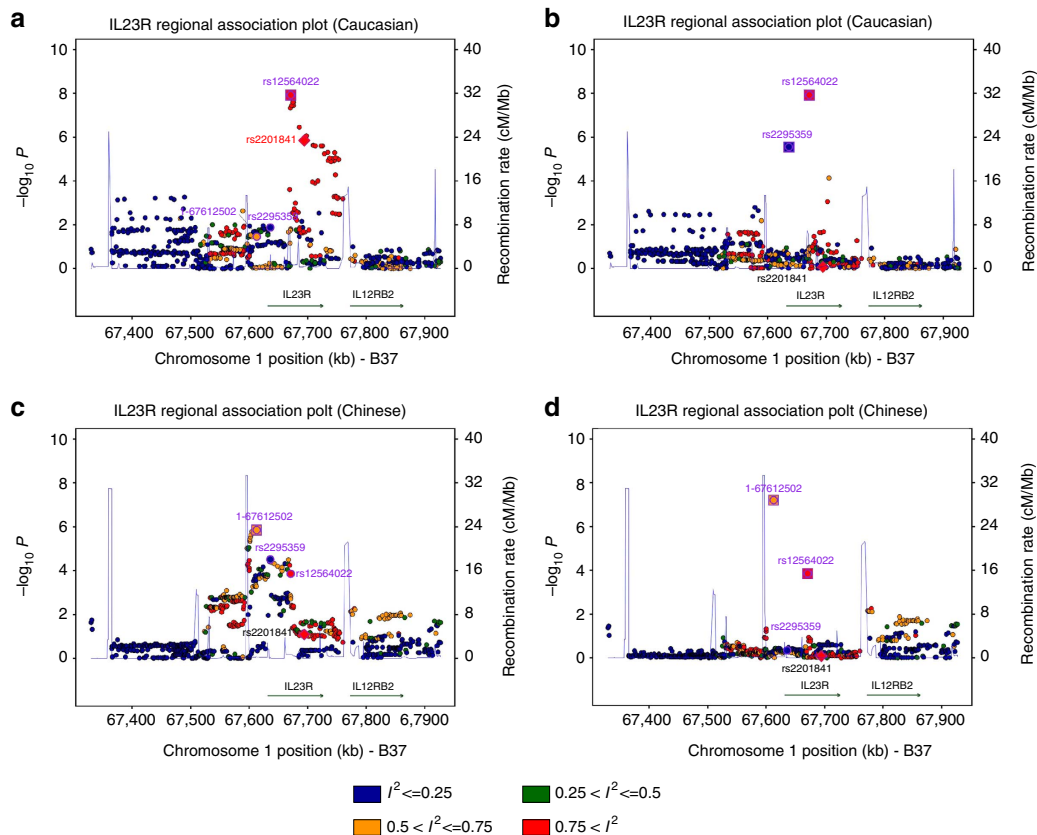 a
IL23R regional association plot (Caucasian)
10
8
6
4
2
0
–log10 P
40
32
24
16
8
0
Recombination rate (cM/Mb)
rs12564022
rs2201841
1-67612502
rs2295359
IL23R
IL12RB2
67,400 67,500 67,600 67,700 67,800 67,900
Chromosome 1 position (kb) - B37
b
IL23R regional association plot (Caucasian)
10
8
6
4
2
0
–log10 P
40
32
24
16
8
0
Recombination rate (cM/Mb)
rs12564022
rs2295359
rs2201841
IL23R
IL12RB2
67,400 67,500 67,600 67,700 67,800 67,900
Chromosome 1 position (kb) - B37
c
IL23R regional association polt (Chinese)
10
8
6
4
2
0
–log10 P
40
32
24
16
8
0
Recombination rate (cM/Mb)
1-67612502
rs2295359
rs12564022
rs2201841
IL23R
IL12RB2
67,400 67,500 67,600 67,700 67,800 67,900
Chromosome 1 position (kb) - B37
d
IL23R regional association polt (Chinese)
10
8
6
4
2
0
–log10 P
40
32
24
16
8
0
Recombination rate (cM/Mb)
1-67612502
rs12564022
rs2295359
rs2201841
IL23R
IL12RB2
67,400 67,500 67,600 67,700 67,800 67,900
Chromosome 1 position (kb) - B37
I²<=0.25
0.25 < I²<=0.5
0.5 < I²<=0.75
0.75 < I²